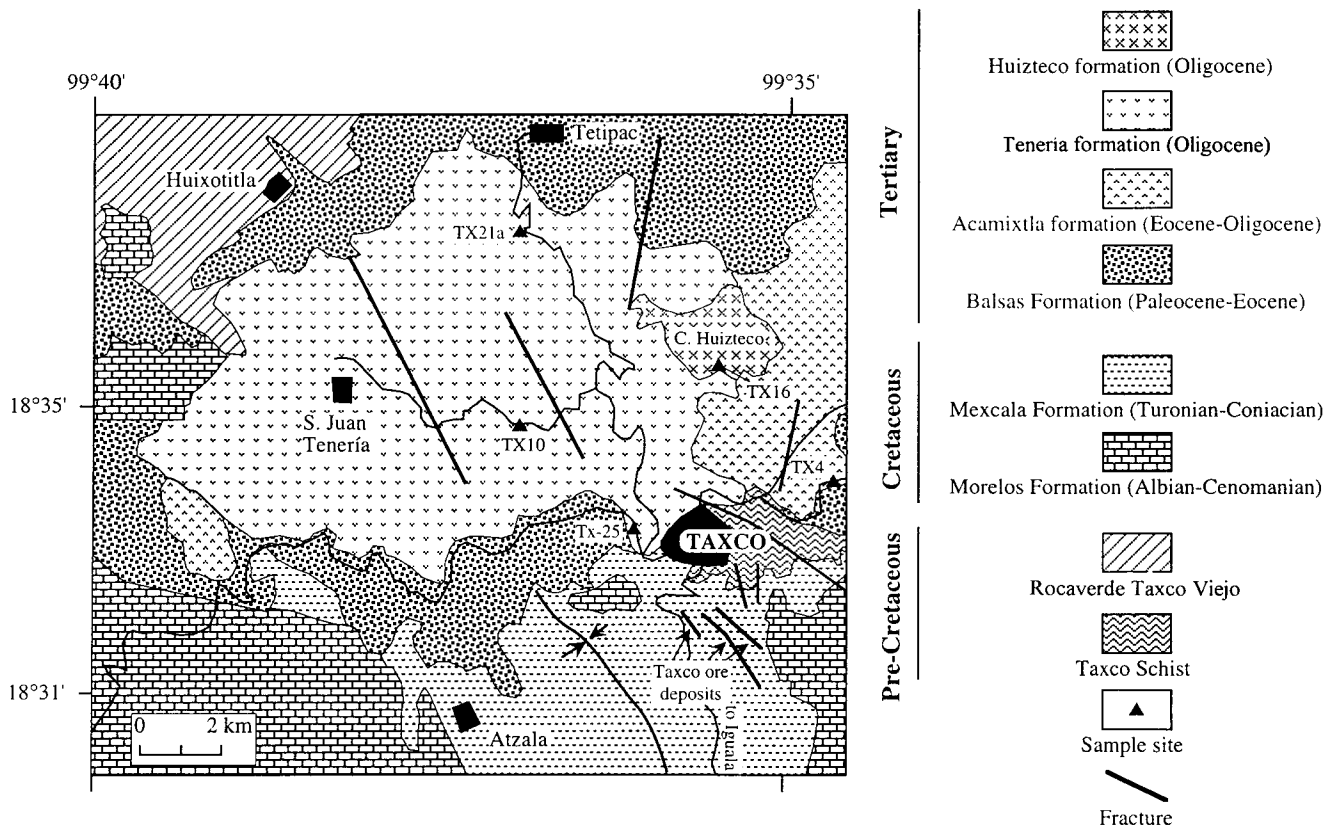 99°40'
99°35'
Tetipac
Huixotitla
TX21a
C. Huizteco
TX16
18°35'
S. Juan
Tenería
TX10
TX4
Tx-25
TAXCO
Taxco ore
deposits
18°31'
0 2 km
Atzala
to Iguala
Tertiary
Huizteco formation (Oligocene)
Tenería formation (Oligocene)
Acamixtla formation (Eocene-Oligocene)
Balsas Formation (Paleocene-Eocene)
Cretaceous
Mexcala Formation (Turonian-Coniacian)
Morelos Formation (Albian-Cenomanian)
Pre-Cretaceous
Rocaverde Taxco Viejo
Taxco Schist
Sample site
Fracture